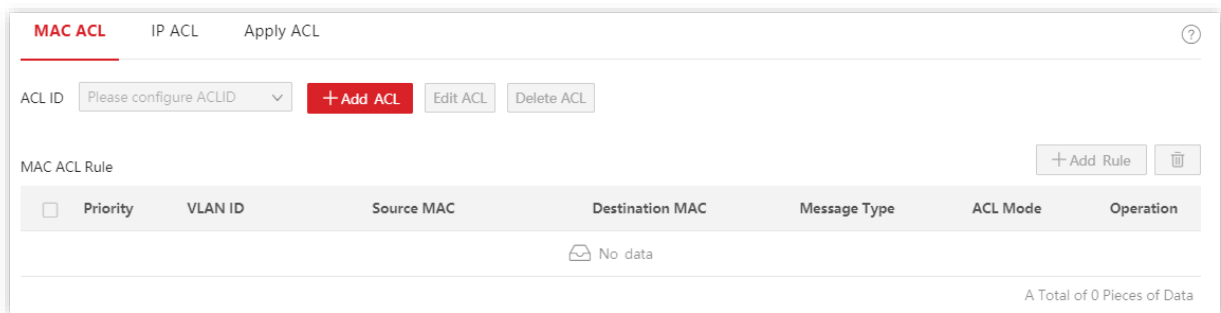 MAC ACL IP ACL Apply ACL ?
ACL ID Please configure ACLID +Add ACL Edit ACL Delete ACL
+Add Rule
MAC ACL Rule
Priority VLAN ID Source MAC Destination MAC Message Type ACL Mode Operation
No data
A Total of 0 Pieces of Data